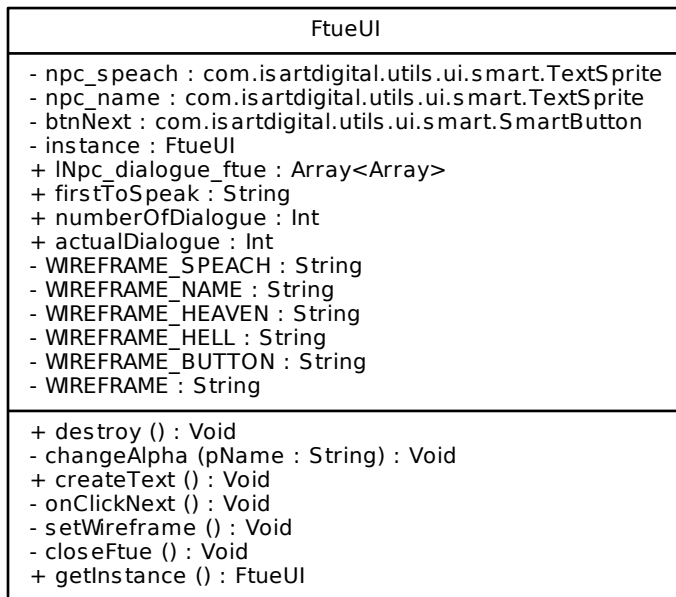 FtueUI
- npc_speach : com.isartdigital.utils.ui.smart.TextSprite
- npc_name : com.isartdigital.utils.ui.smart.TextSprite
- btnNext : com.isartdigital.utils.ui.smart.SmartButton
- instance : FtueUI
+ lNpc_dialogue_ftue : Array<Array>
+ firstToSpeak : String
+ numberOfDialogue : Int
+ actualDialogue : Int
- WIREFRAME_SPEACH : String
- WIREFRAME_NAME : String
- WIREFRAME_HEAVEN : String
- WIREFRAME_HELL : String
- WIREFRAME_BUTTON : String
- WIREFRAME : String
+ destroy () : Void
- changeAlpha (pName : String) : Void
+ createText () : Void
- onClickNext () : Void
- setWireframe () : Void
- closeFtue () : Void
+ getInstance () : FtueUI